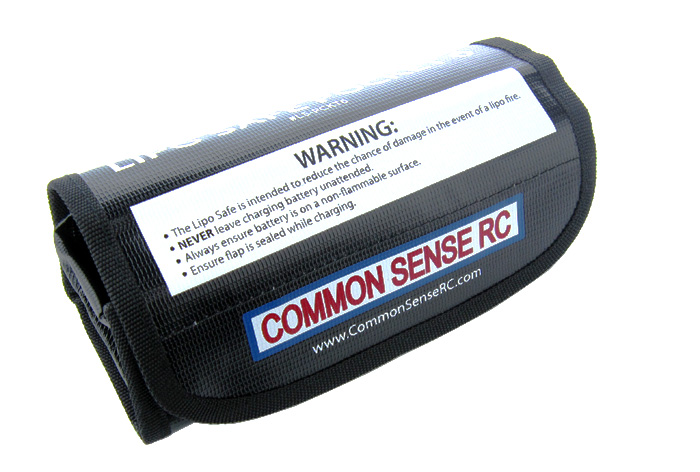 #LS-PCKTS
WARNING:
• The Lipo Safe is intended to reduce the chance of damage in the event of a lipo fire.
• NEVER leave charging battery unattended.
• Always ensure battery is on a non-flammable surface.
• Ensure flap is sealed while charging.
COMMON SENSE RC
www.CommonSenseRC.com